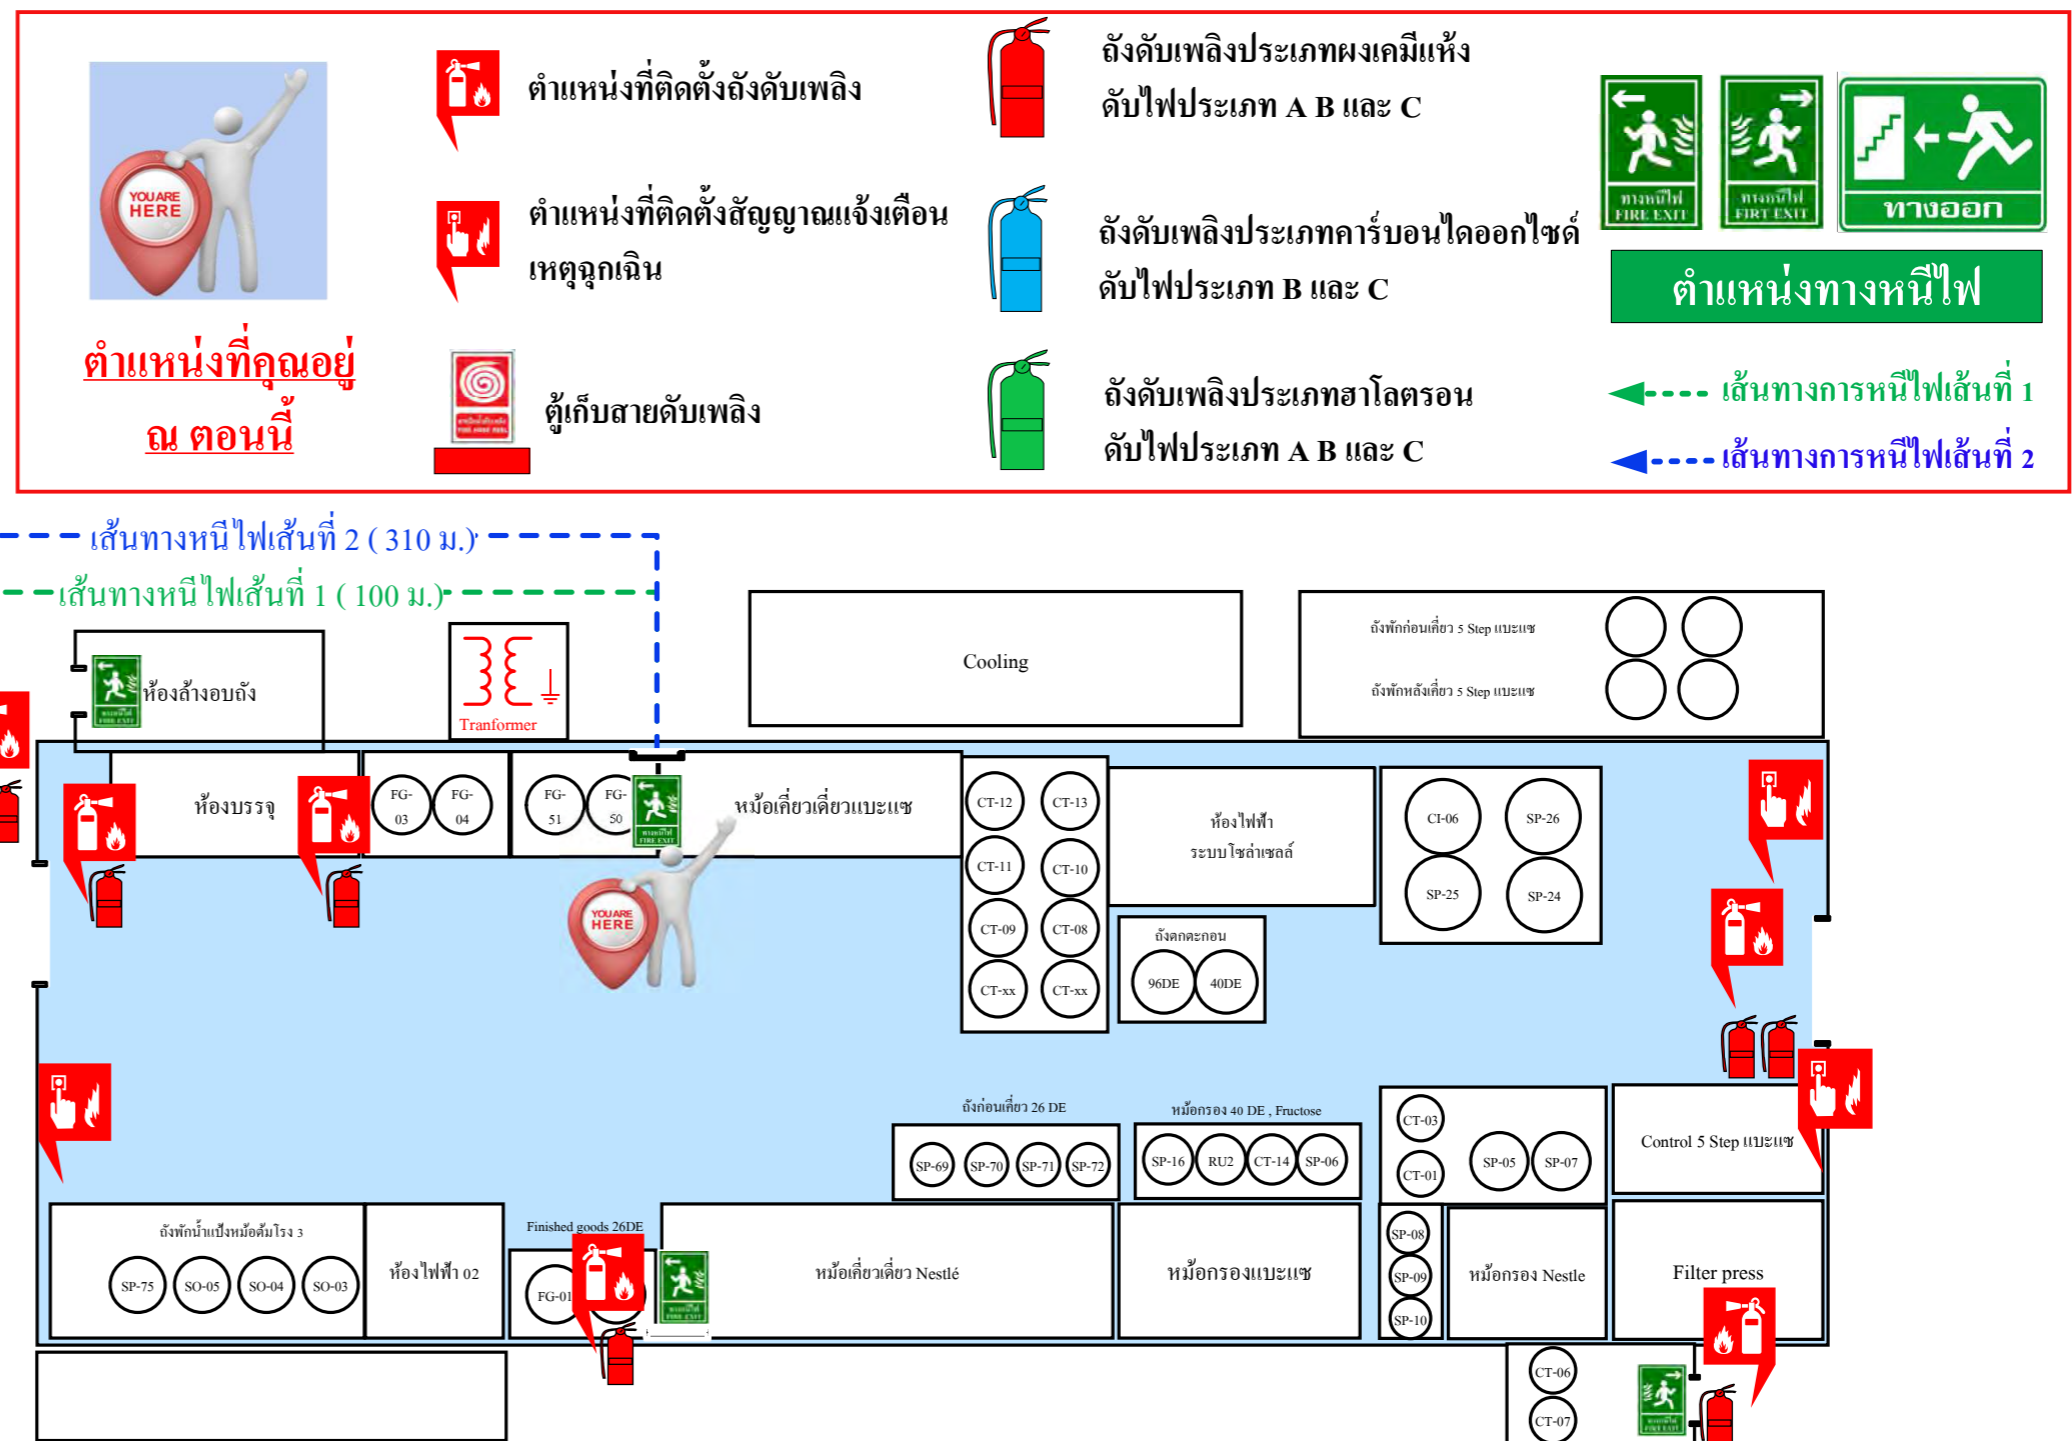 YOU ARE
HERE
ตำแหน่งที่คุณอยู่
ณ ตอนนี้
ตำแหน่งที่ติดตั้งถังดับเพลิง
ตำแหน่งที่ติดตั้งสัญญาณแจ้งเตือน
เหตุฉุกเฉิน
ตู้เก็บสายดับเพลิง
ถังดับเพลิงประเภทผงเคมีแห้ง
ดับไฟประเภท A B และ C
ถังดับเพลิงประเภทคาร์บอนไดออกไซด์
ดับไฟประเภท B และ C
ถังดับเพลิงประเภทฮาโลตรอน
ดับไฟประเภท A B และ C
ทางหนีไฟ
FIRE EXIT
ทางหนีไฟ
FIRT EXIT
ทางออก
ตำแหน่งทางหนีไฟ
เส้นทางการหนีไฟเส้นที่ 1
เส้นทางการหนีไฟเส้นที่ 2
เส้นทางหนีไฟเส้นที่ 2 ( 310 ม.)
เส้นทางหนีไฟเส้นที่ 1 ( 100 ม.)
ห้องล้างอบถัง
Tranformer
Cooling
ถังพักก่อนเคี่ยว 5 Step แบะแซ
ถังพักหลังเคี่ยว 5 Step แบะแซ
ห้องบรรจุ
FG-
03
FG-
04
FG-
51
FG-
50
ทางหนีไฟ
FIRE EXIT
หม้อเคี่ยวเดี่ยวแบะแซ
YOU ARE
HERE
CT-12
CT-13
CT-11
CT-10
CT-09
CT-08
CT-xx
CT-xx
ห้องไฟฟ้า
ระบบโซล่าเซลล์
ถังตกตะกอน
96DE
40DE
CI-06
SP-26
SP-25
SP-24
ถังก่อนเคี่ยว 26 DE
SP-69
SP-70
SP-71
SP-72
หม้อกรอง 40 DE , Fructose
SP-16
RU2
CT-14
SP-06
CT-03
CT-01
SP-05
SP-07
Control 5 Step แบะแซ
ถังพักน้ำแป้งหม้อต้มโรง 3
SP-75
SO-05
SO-04
SO-03
ห้องไฟฟ้า 02
Finished goods 26DE
FG-01
หม้อเคี่ยวเดี่ยว Nestlé
หม้อกรองแบะแซ
SP-08
SP-09
SP-10
หม้อกรอง Nestle
Filter press
CT-06
CT-07